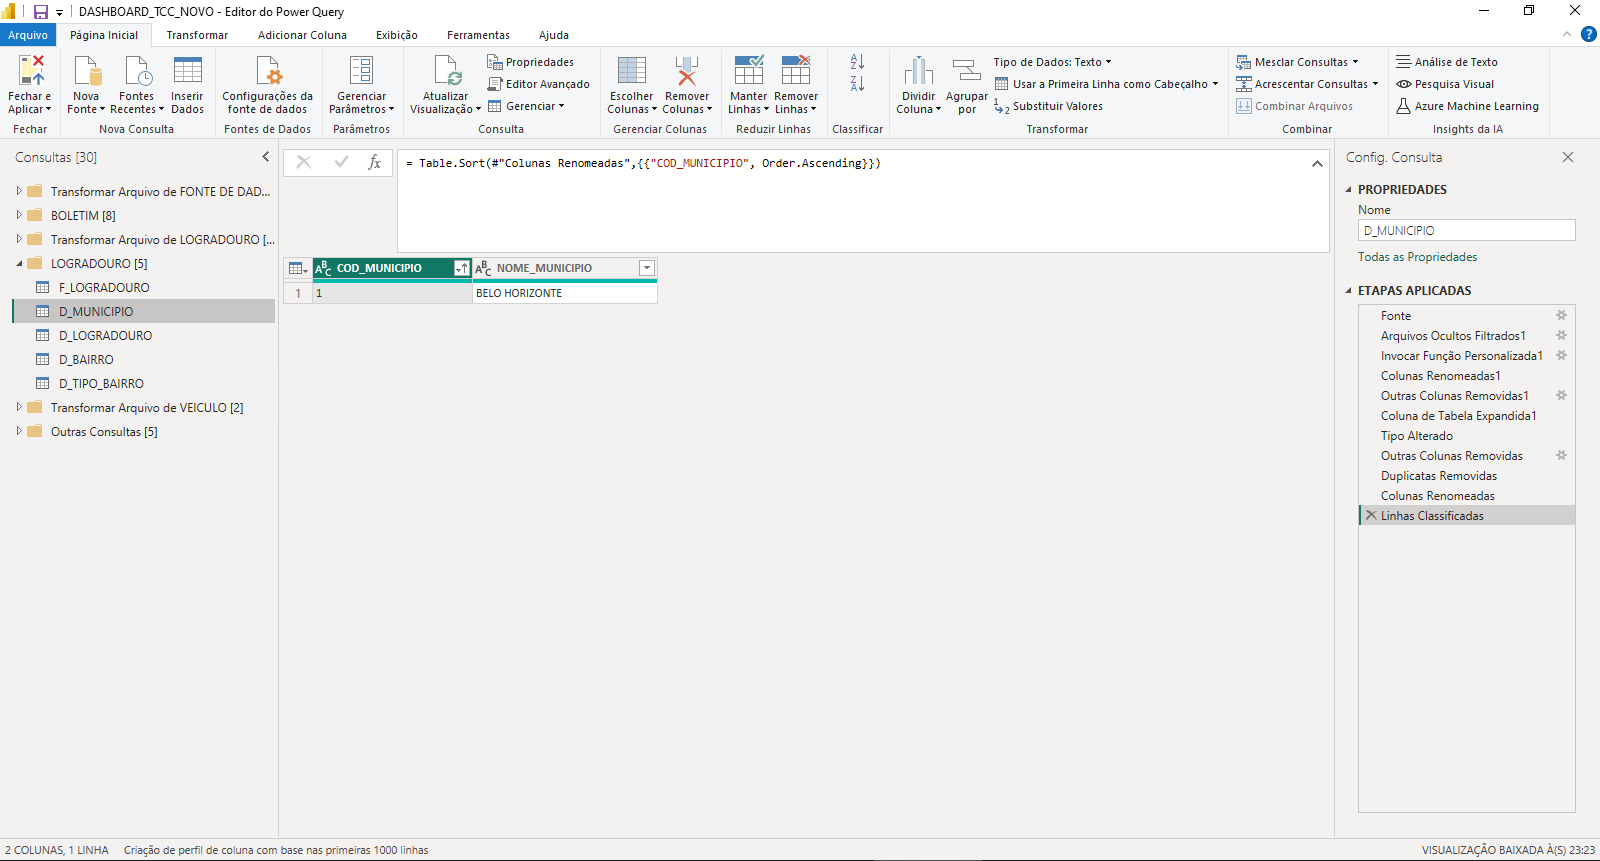 DASHBOARD_TCC_NOVO - Editor do Power Query
Arquivo
Página Inicial
Transformar
Adicionar Coluna
Exibição
Ferramentas
Ajuda
Fechar e
Aplicar
Fechar
Nova
Fonte
Fontes
Recentes
Inserir
Dados
Nova Consulta
Configurações da
fonte de dados
Fontes de Dados
Gerenciar
Parâmetros
Parâmetros
Atualizar
Visualização
Propriedades
Editor Avançado
Gerenciar
Consulta
Escolher
Colunas
Remover
Colunas
Gerenciar Colunas
Manter
Linhas
Remover
Linhas
Reduzir Linhas
Classificar
Dividir
Coluna
Agrupar
por
Tipo de Dados: Texto
Usar a Primeira Linha como Cabeçalho
Substituir Valores
Transformar
Mesclar Consultas
Acrescentar Consultas
Combinar Arquivos
Combinar
Análise de Texto
Pesquisa Visual
Azure Machine Learning
Insights da IA
Consultas [30]
Transformar Arquivo de FONTE DE DAD...
BOLETIM [8]
Transformar Arquivo de LOGRADOURO [...
LOGRADOURO [5]
F_LOGRADOURO
D_MUNICIPIO
D_LOGRADOURO
D_BAIRRO
D_TIPO_BAIRRO
Transformar Arquivo de VEICULO [2]
Outras Consultas [5]
fx
= Table.Sort(#"Colunas Renomeadas",{{"COD_MUNICIPIO", Order.Ascending}})
ABC COD_MUNICIPIO
ABC NOME_MUNICIPIO
1 1 BELO HORIZONTE
Config. Consulta
PROPRIEDADES
Nome
D_MUNICIPIO
Todas as Propriedades
ETAPAS APLICADAS
Fonte
Arquivos Ocultos Filtrados1
Invocar Função Personalizada1
Colunas Renomeadas1
Outras Colunas Removidas1
Coluna de Tabela Expandida1
Tipo Alterado
Outras Colunas Removidas
Duplicatas Removidas
Colunas Renomeadas
Linhas Classificadas
2 COLUNAS, 1 LINHA
Criação de perfil de coluna com base nas primeiras 1000 linhas
VISUALIZAÇÃO BAIXADA À(S) 23:23